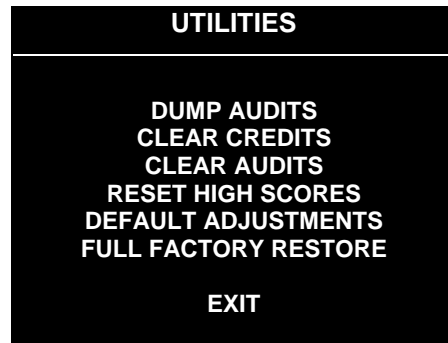 UTILITIES
DUMP AUDITS
CLEAR CREDITS
CLEAR AUDITS
RESET HIGH SCORES
DEFAULT ADJUSTMENTS
FULL FACTORY RESTORE
EXIT